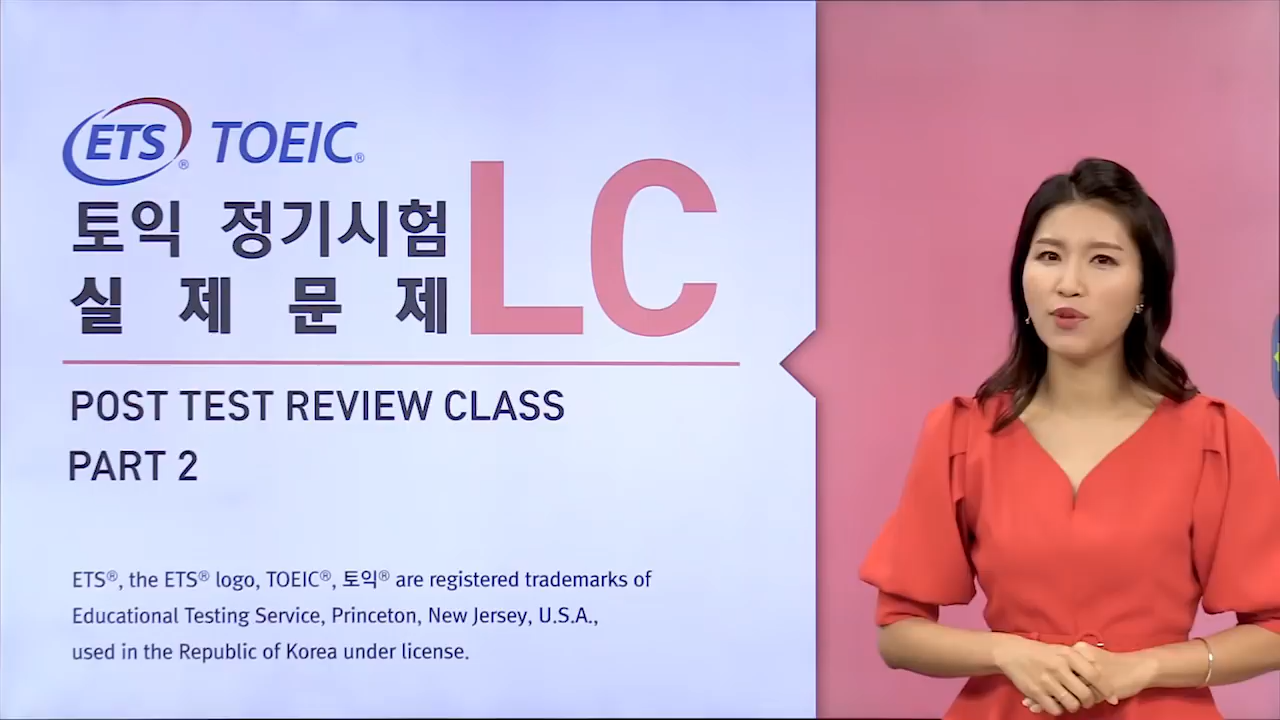 ETS® TOEIC®
토익 정기시험
실 제 문 제
LC
POST TEST REVIEW CLASS
PART 2
ETS®, the ETS® logo, TOEIC®, 토익® are registered trademarks of
Educational Testing Service, Princeton, New Jersey, U.S.A.,
used in the Republic of Korea under license.